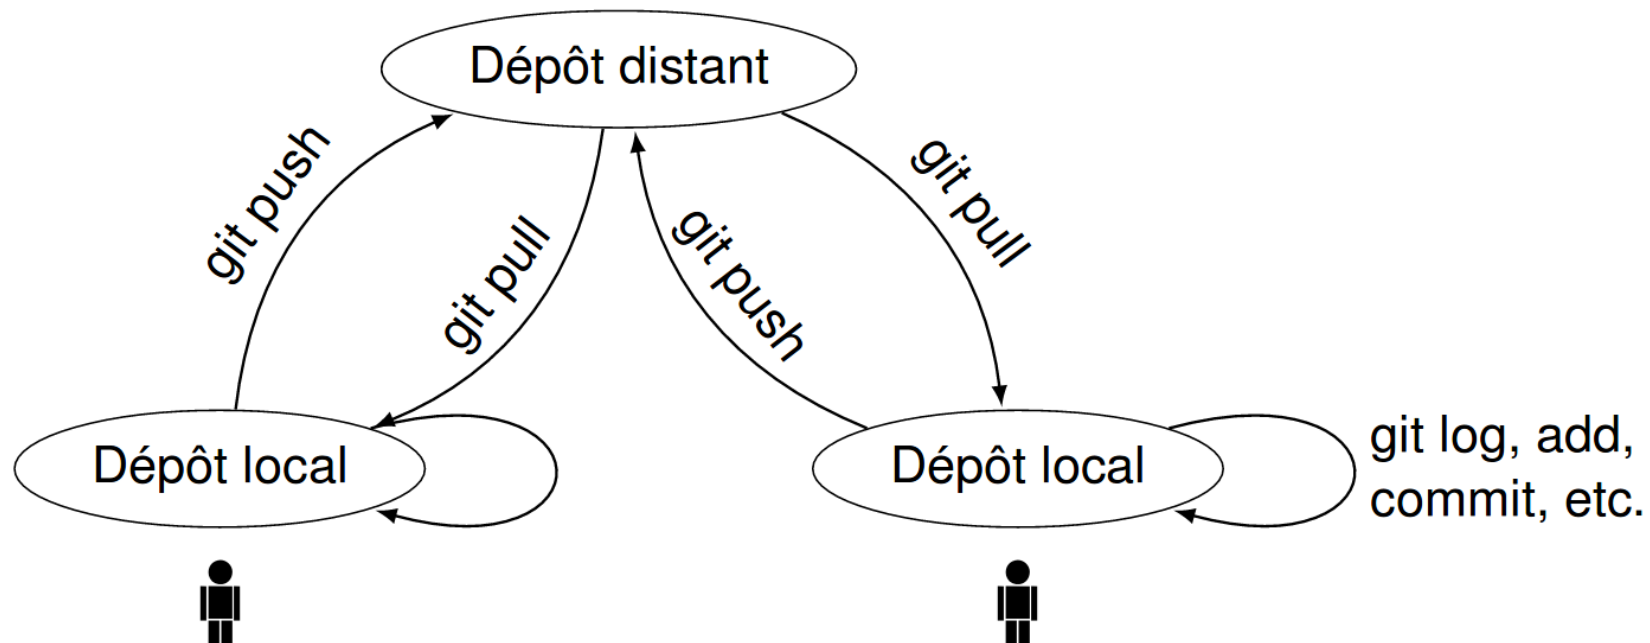 Dépôt distant
git push
git pull
git push
git pull
Dépôt local
Dépôt local
git log, add,
commit, etc.